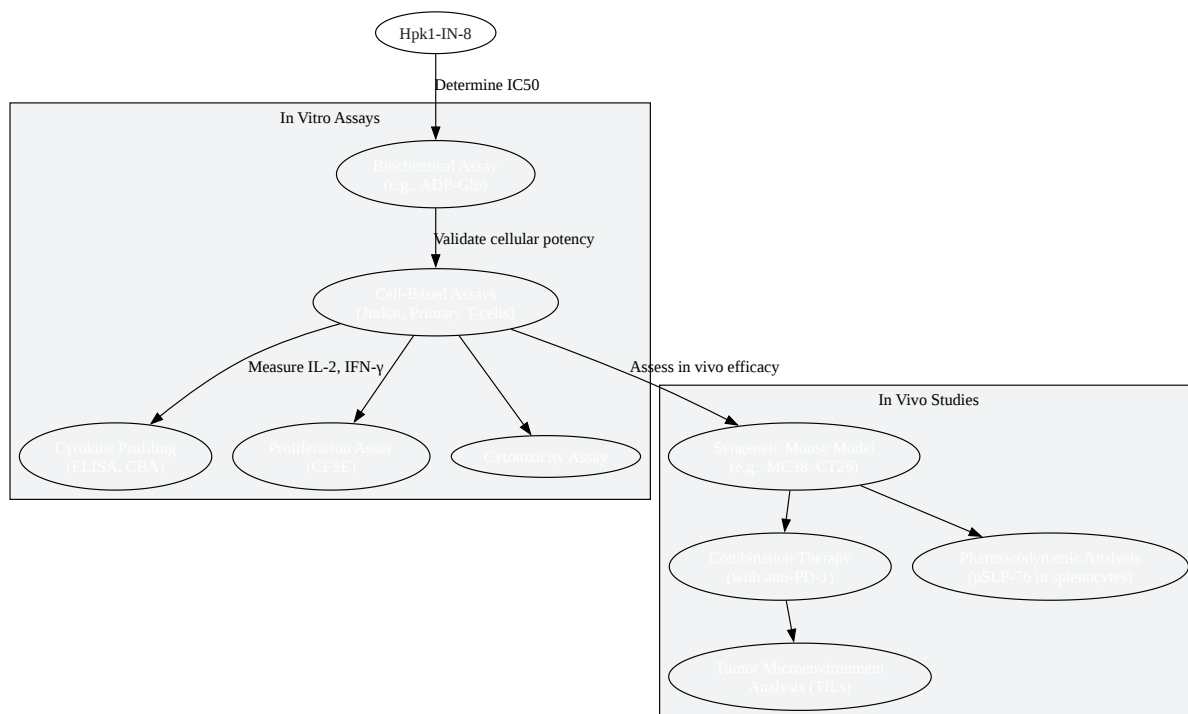 Hpk1-IN-8
Determine IC50
In Vitro Assays
Biochemical Assay
(e.g., ADP-Glo)
Validate cellular potency
Cell-Based Assays
(Jurkat, Primary T-cells)
Measure IL-2, IFN-γ
Assess in vivo efficacy
Cytokine Profiling
(ELISA, CBA)
Proliferation Assay
(CFSE)
Cytotoxicity Assay
In Vivo Studies
Syngeneic Mouse Model
(e.g., MC38, CT26)
Combination Therapy
(with anti-PD-1)
Pharmacodynamic Analysis
(pSLP-76 in splenocytes)
Tumor Microenvironment
Analysis (TILs)